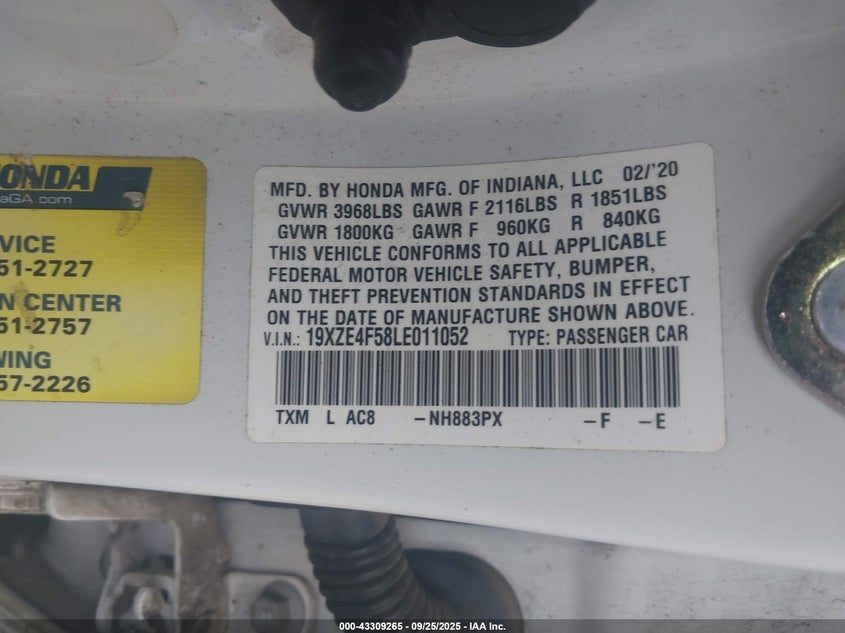 ONDA
aGA.com
VICE
51-2727
N CENTER
51-2757
WING
57-2226
MFD. BY HONDA MFG. OF INDIANA, LLC 02/'20
GVWR 3968LBS GAWR F 2116LBS R 1851LBS
GVWR 1800KG GAWR F 960KG R 840KG
THIS VEHICLE CONFORMS TO ALL APPLICABLE
FEDERAL MOTOR VEHICLE SAFETY, BUMPER,
AND THEFT PREVENTION STANDARDS IN EFFECT
ON THE DATE OF MANUFACTURE SHOWN ABOVE.
V.I.N.: 19XZE4F58LE011052 TYPE: PASSENGER CAR
TXM L AC8 -NH883PX -F -E
000-43309265 - 09/25/2025 - IAA Inc.